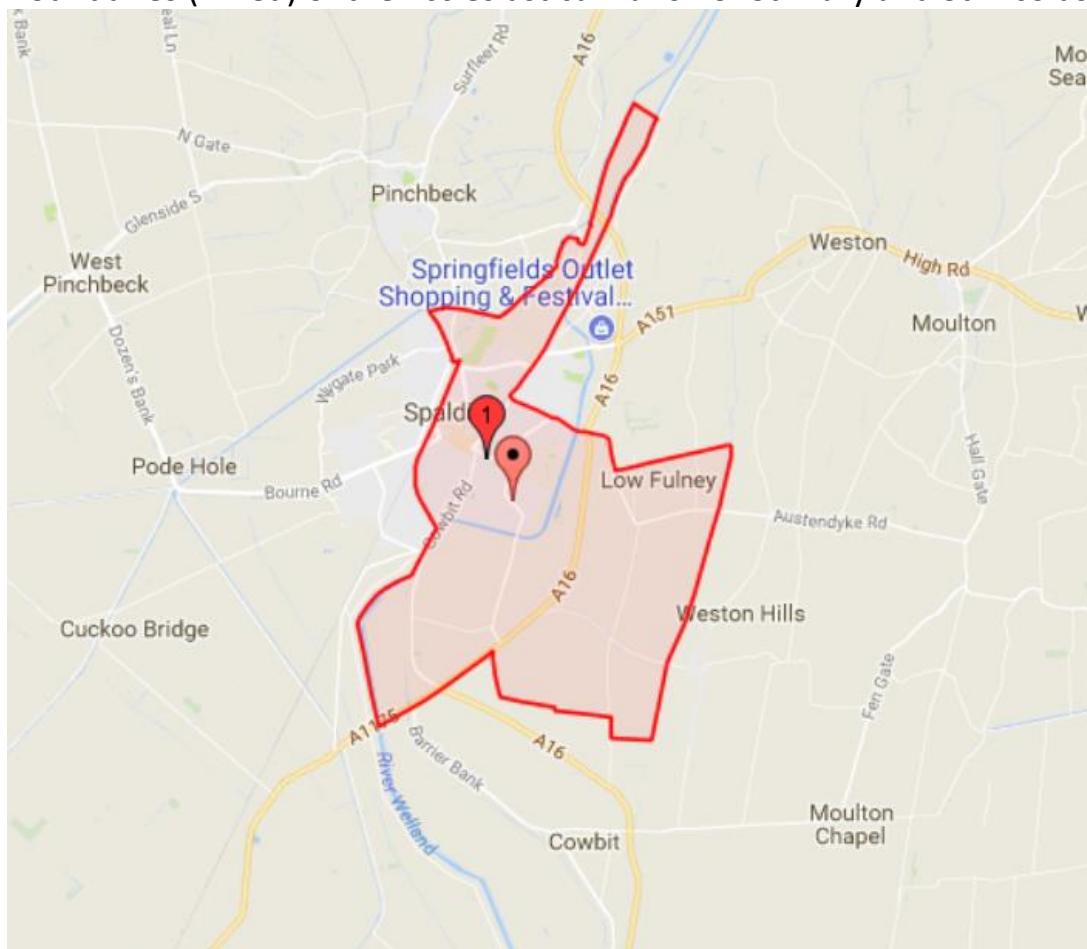 A16
Surfleet Rd
N Gate
Pinchbeck
Glenside S
West
Pinchbeck
Weston
High Rd
Springfields Outlet
Shopping & Festival...
A151
Moulton
Dozen's Bank
Wygate Park
A16
1
Pode Hole
Bourne Rd
Low Fulney
Hall Gate
Cowbit Rd
Austendyke Rd
A16
Weston Hills
Cuckoo Bridge
Fen Gate
A1175
Barrier Bank
A16
River Welland
Moulton
Chapel
Cowbit